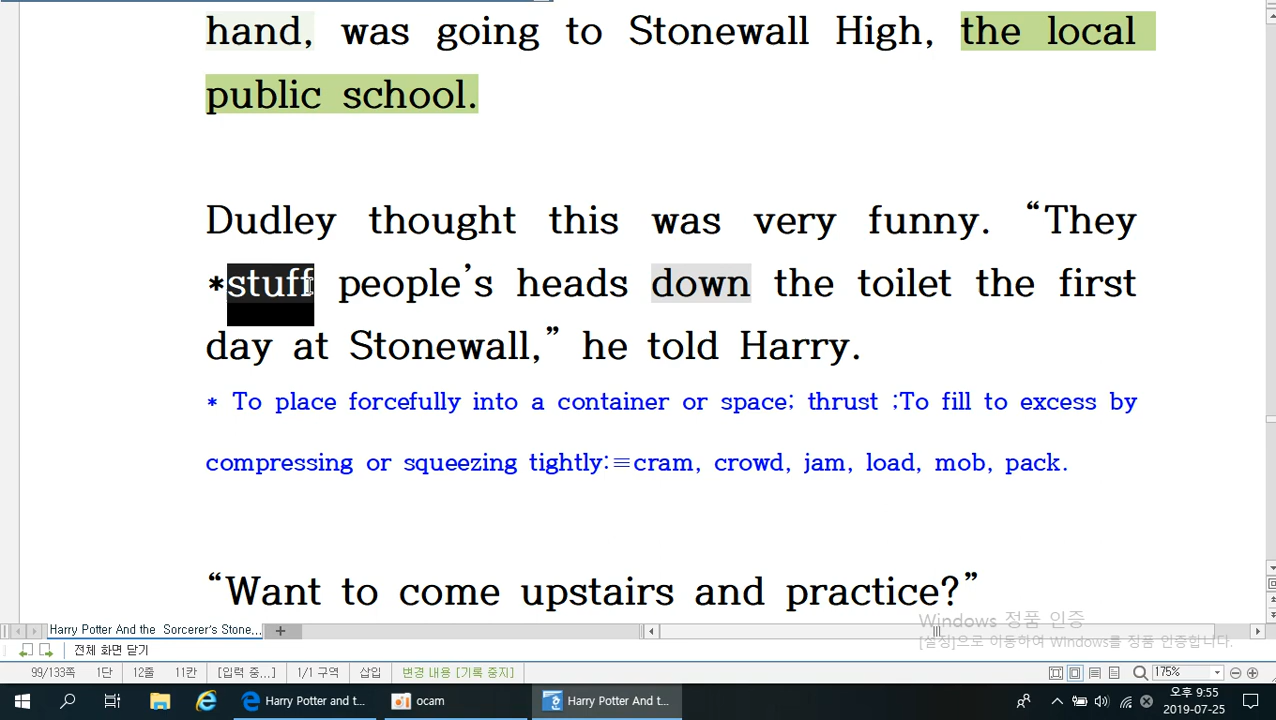 hand, was going to Stonewall High, the local
public school.
Dudley thought this was very funny. “They
*stuff people’s heads down the toilet the first
day at Stonewall,” he told Harry.
* To place forcefully into a container or space; thrust ;To fill to excess by
compressing or squeezing tightly:≡cram, crowd, jam, load, mob, pack.
“Want to come upstairs and practice?”
Windows 정품 인증
[설정]으로 이동하여 Windows를 정품 인증합니다.
Harry Potter And the Sorcerer's Stone...
전체 화면 닫기
99/133쪽 1단 12줄 11칸 [입력 중...] 1/1 구역 삽입 변경 내용 [기록 중지] 175%
Harry Potter and t... ocam Harry Potter And t... 오후 9:55
2019-07-25